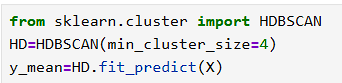 from sklearn.cluster import HDBSCAN
HD=HDBSCAN(min_cluster_size=4)
y_mean=HD.fit_predict(X)